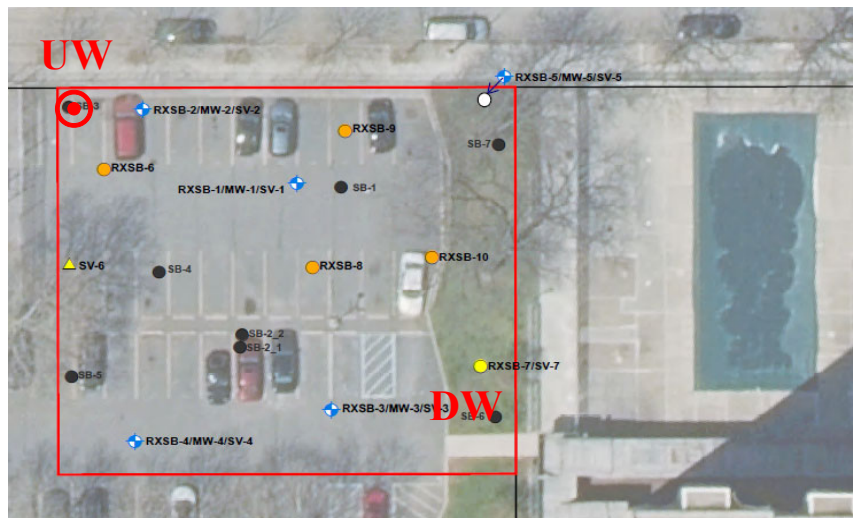 UW
RXSB-5/MW-5/SV-5
SB-3
RXSB-2/MW-2/SV-2
RXSB-9
SB-7
RXSB-6
RXSB-1/MW-1/SV-1
SB-1
SV-6
SB-4
RXSB-8
RXSB-10
SB-2_2
SB-2_1
RXSB-7/SV-7
SB-5
DW
RXSB-3/MW-3/SV-3
SB-6
RXSB-4/MW-4/SV-4